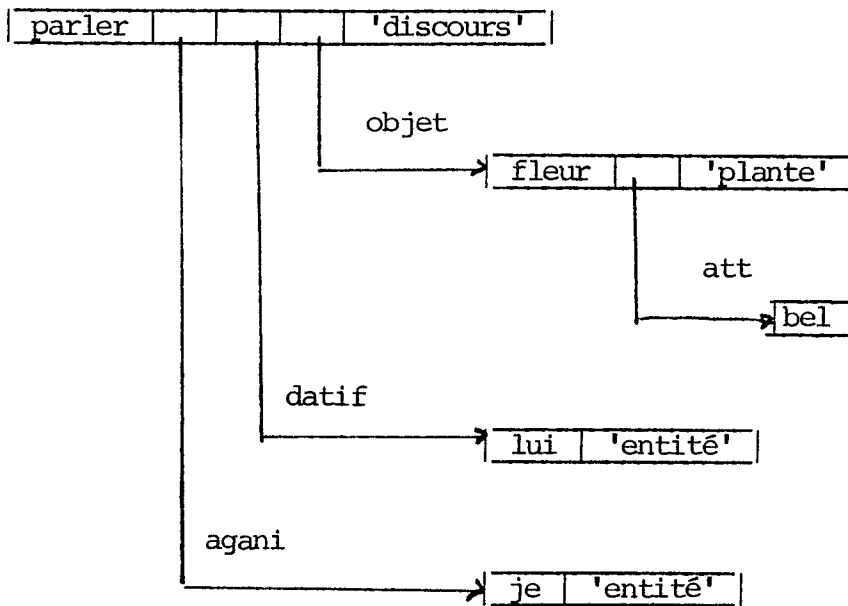 parler 'discours'
objet
fleur 'plante'
att
bel
datif
lui 'entité'
agani
je 'entité'